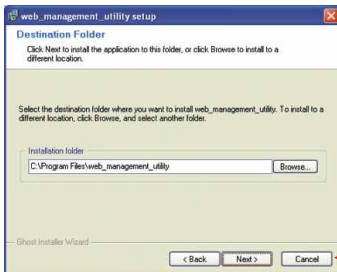 web_management_utility setup
Destination Folder
Click Next to install the application to this folder, or click Browse to install to a
different location.
Select the destination folder where you want to install web_management_utility. To install to a
different location, click Browse, and select another folder.
Installation folder
C:\Program Files\web_management_utility
Browse...
Ghost Installer Wizard
< Back
Next >
Cancel